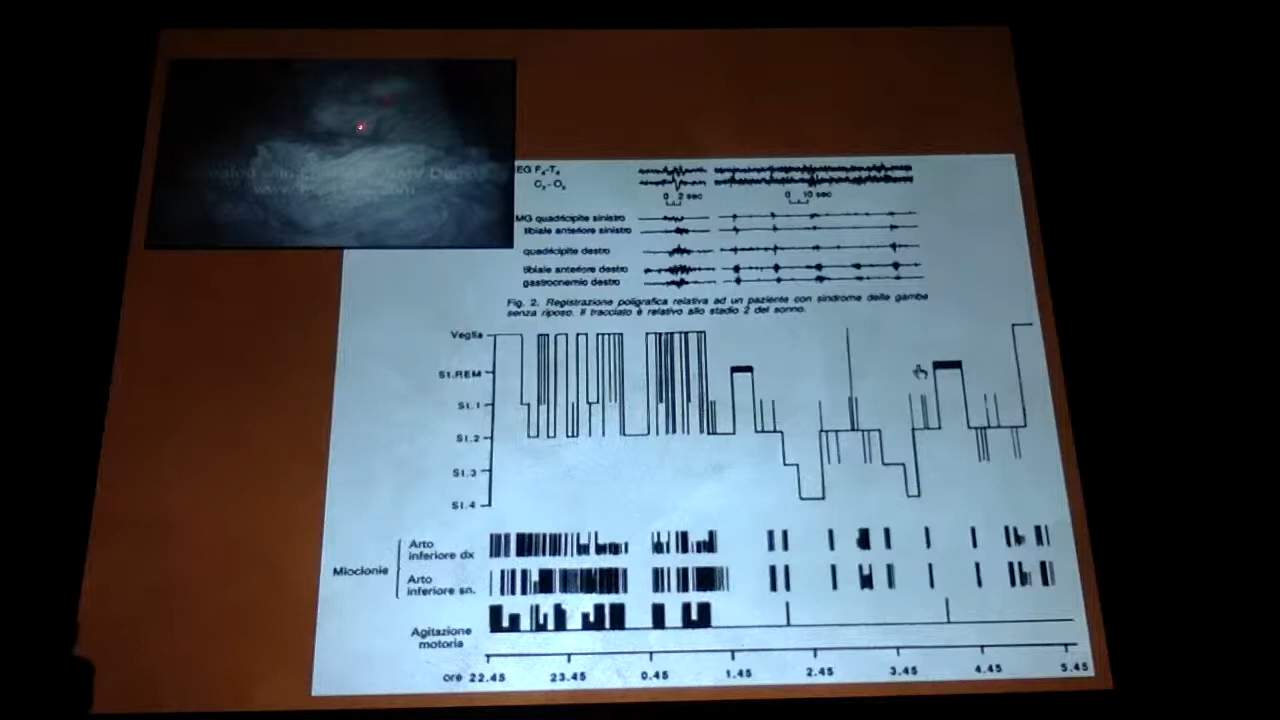 EG P4-T4
0 2 sec
0 10 sec
MG quadricipite sinistro
tibiale anteriore sinistro
quadricipite destro
tibiale anteriore destro
gastrocnemio destro
Fig. 2. Registrazione poligrafica relativa ad un paziente con sindrome delle gambe
senza riposo. Il tracciato è relativo allo stadio 2 del sonno.
Veglia
St.REM
St.1
St.2
St.3
St.4
Mioclonie
Arto
inferiore dx
Arto
inferiore sn.
Agitazione
motoria
ore 22.45 23.45 0.45 1.45 2.45 3.45 4.45 5.45